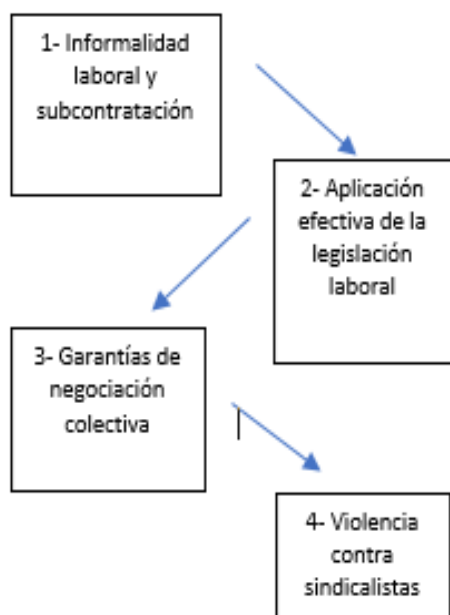 1- Informalidad
laboral y
subcontratación
2- Aplicación
efectiva de la
legislación
laboral
3- Garantías de
negociación
colectiva
4- Violencia
contra
sindicalistas